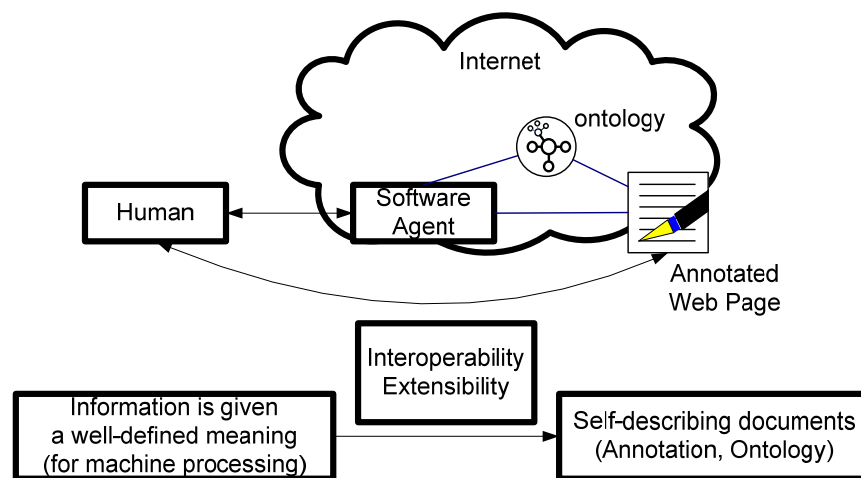 Internet
ontology
Human
Software
Agent
Annotated
Web Page
Interoperability
Extensibility
Information is given
a well-defined meaning
(for machine processing)
Self-describing documents
(Annotation, Ontology)